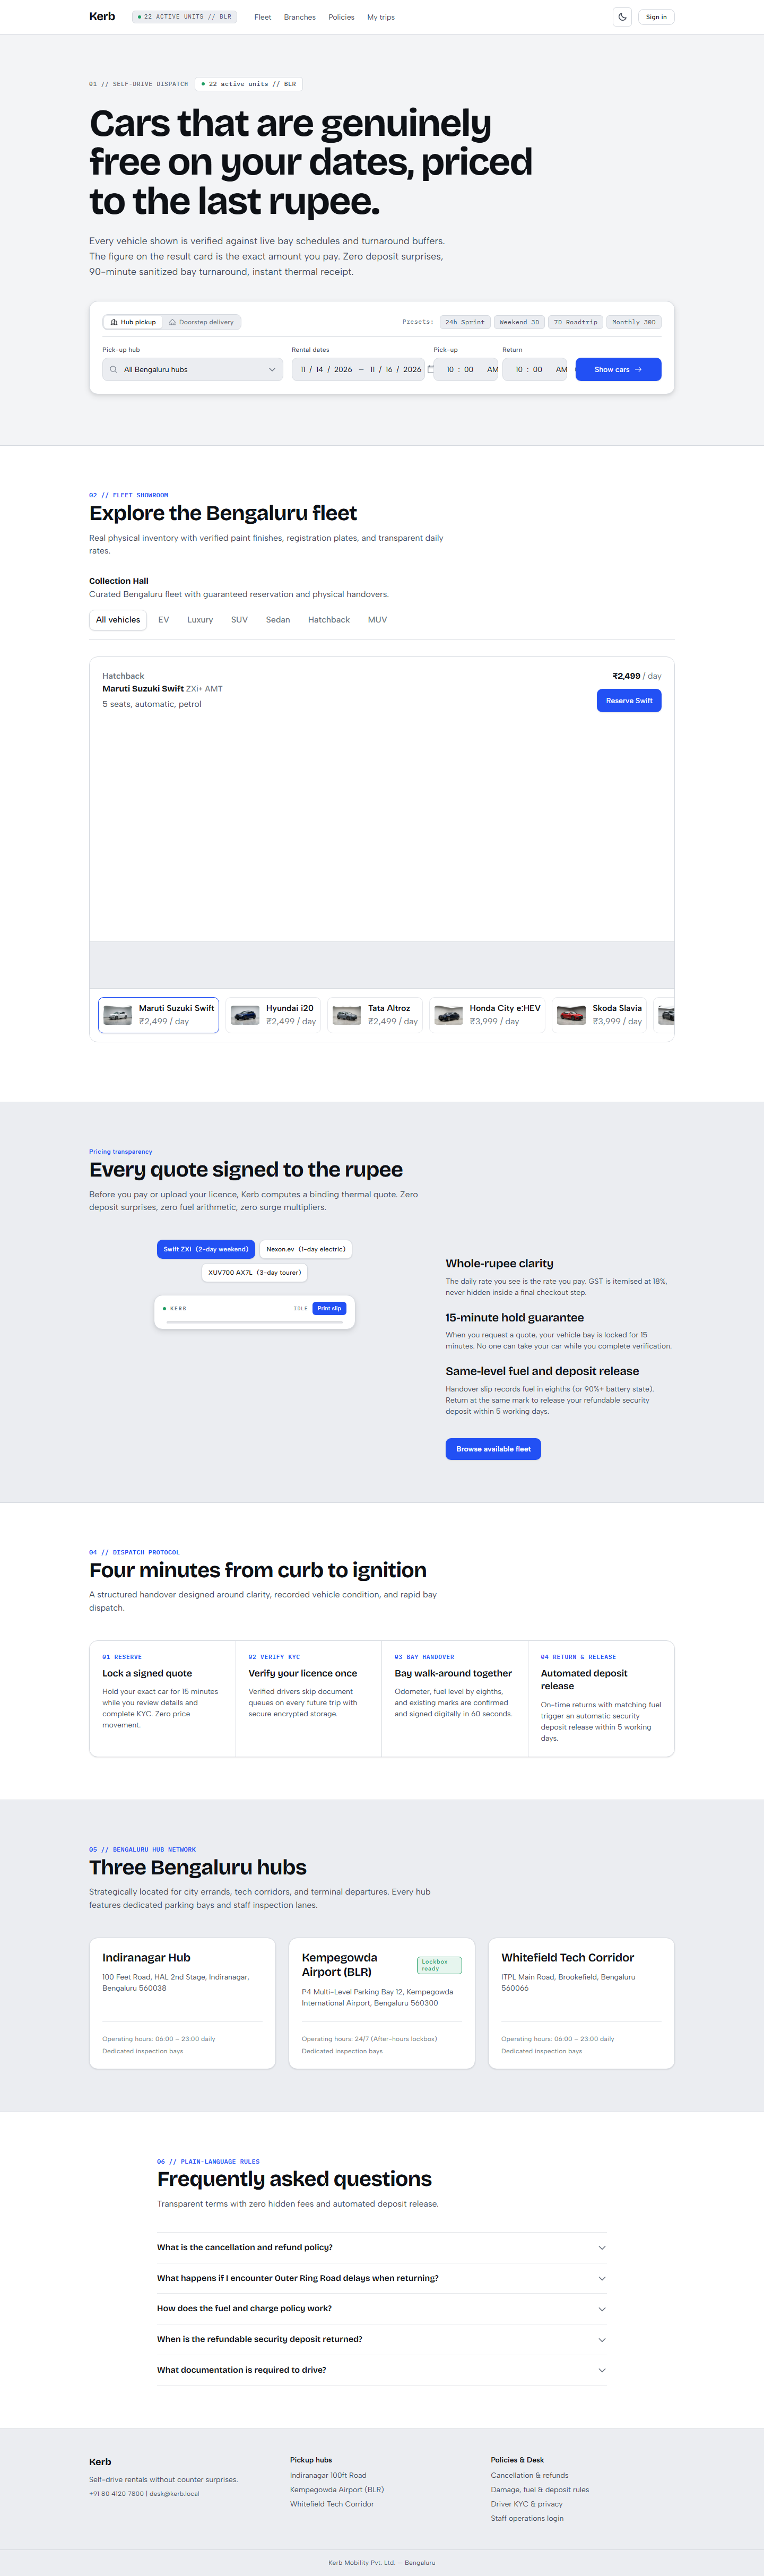 Kerb
22 ACTIVE UNITS // BLR
Fleet
Branches
Policies
My trips
Sign in
01 // SELF-DRIVE DISPATCH
22 active units // BLR
Cars that are genuinely
free on your dates, priced
to the last rupee.
Every vehicle shown is verified against live bay schedules and turnaround buffers.
The figure on the result card is the exact amount you pay. Zero deposit surprises,
90-minute sanitized bay turnaround, instant thermal receipt.
Hub pickup
Doorstep delivery
Presets:
24h Sprint
Weekend 3D
7D Roadtrip
Monthly 30D
Pick-up hub
Rental dates
Pick-up
Return
All Bengaluru hubs
11 / 14 / 2026 — 11 / 16 / 2026
10 : 00 AM
10 : 00 AM
Show cars
02 // FLEET SHOWROOM
Explore the Bengaluru fleet
Real physical inventory with verified paint finishes, registration plates, and transparent daily
rates.
Collection Hall
Curated Bengaluru fleet with guaranteed reservation and physical handovers.
All vehicles
EV
Luxury
SUV
Sedan
Hatchback
MUV
Hatchback
Maruti Suzuki Swift ZXi+ AMT
5 seats, automatic, petrol
₹2,499 / day
Reserve Swift
Maruti Suzuki Swift
₹2,499 / day
Hyundai i20
₹2,499 / day
Tata Altroz
₹2,499 / day
Honda City e:HEV
₹3,999 / day
Skoda Slavia
₹3,999 / day
Pricing transparency
Every quote signed to the rupee
Before you pay or upload your licence, Kerb computes a binding thermal quote. Zero
deposit surprises, zero fuel arithmetic, zero surge multipliers.
Swift ZXi (2-day weekend)
Nexon.ev (1-day electric)
XUV700 AX7L (3-day tourer)
KERB
IDLE
Print slip
Whole-rupee clarity
The daily rate you see is the rate you pay. GST is itemised at 18%,
never hidden inside a final checkout step.
15-minute hold guarantee
When you request a quote, your vehicle bay is locked for 15
minutes. No one can take your car while you complete verification.
Same-level fuel and deposit release
Handover slip records fuel in eighths (or 90%+ battery state).
Return at the same mark to release your refundable security
deposit within 5 working days.
Browse available fleet
04 // DISPATCH PROTOCOL
Four minutes from curb to ignition
A structured handover designed around clarity, recorded vehicle condition, and rapid bay
dispatch.
01 RESERVE
Lock a signed quote
Hold your exact car for 15 minutes
while you review details and
complete KYC. Zero price
movement.
02 VERIFY KYC
Verify your licence once
Verified drivers skip document
queues on every future trip with
secure encrypted storage.
03 BAY HANDOVER
Bay walk-around together
Odometer, fuel level by eighths,
and existing marks are confirmed
and signed digitally in 60 seconds.
04 RETURN & RELEASE
Automated deposit
release
On-time returns with matching fuel
trigger an automatic security
deposit release within 5 working
days.
05 // BENGALURU HUB NETWORK
Three Bengaluru hubs
Strategically located for city errands, tech corridors, and terminal departures. Every hub
features dedicated parking bays and staff inspection lanes.
Indiranagar Hub
100 Feet Road, HAL 2nd Stage, Indiranagar,
Bengaluru 560038
Operating hours: 06:00 – 23:00 daily
Dedicated inspection bays
Kempegowda
Airport (BLR)
Lockbox
ready
P4 Multi-Level Parking Bay 12, Kempegowda
International Airport, Bengaluru 560300
Operating hours: 24/7 (After-hours lockbox)
Dedicated inspection bays
Whitefield Tech Corridor
ITPL Main Road, Brookefield, Bengaluru
560066
Operating hours: 06:00 – 23:00 daily
Dedicated inspection bays
06 // PLAIN-LANGUAGE RULES
Frequently asked questions
Transparent terms with zero hidden fees and automated deposit release.
What is the cancellation and refund policy?
What happens if I encounter Outer Ring Road delays when returning?
How does the fuel and charge policy work?
When is the refundable security deposit returned?
What documentation is required to drive?
Kerb
Self-drive rentals without counter surprises.
+91 80 4120 7800 | desk@kerb.local
Pickup hubs
Indiranagar 100ft Road
Kempegowda Airport (BLR)
Whitefield Tech Corridor
Policies & Desk
Cancellation & refunds
Damage, fuel & deposit rules
Driver KYC & privacy
Staff operations login
Kerb Mobility Pvt. Ltd. — Bengaluru